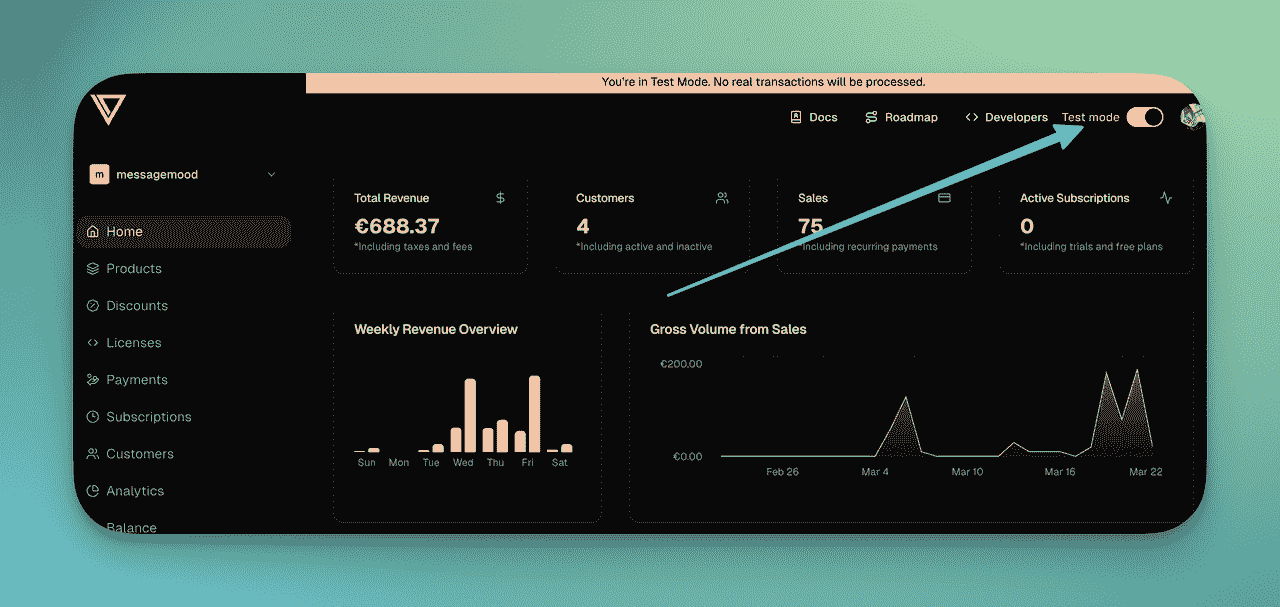 You're in Test Mode. No real transactions will be processed.
Docs
Roadmap
Developers
Test mode
m
messagemood
Home
Products
Discounts
Licenses
Payments
Subscriptions
Customers
Analytics
Balance
Total Revenue
€688.37
*Including taxes and fees
Customers
4
*Including active and inactive
Sales
75
*Including recurring payments
Active Subscriptions
0
*Including trials and free plans
Weekly Revenue Overview
Sun Mon Tue Wed Thu Fri Sat
Gross Volume from Sales
€200.00
€0.00
Feb 26 Mar 4 Mar 10 Mar 16 Mar 22